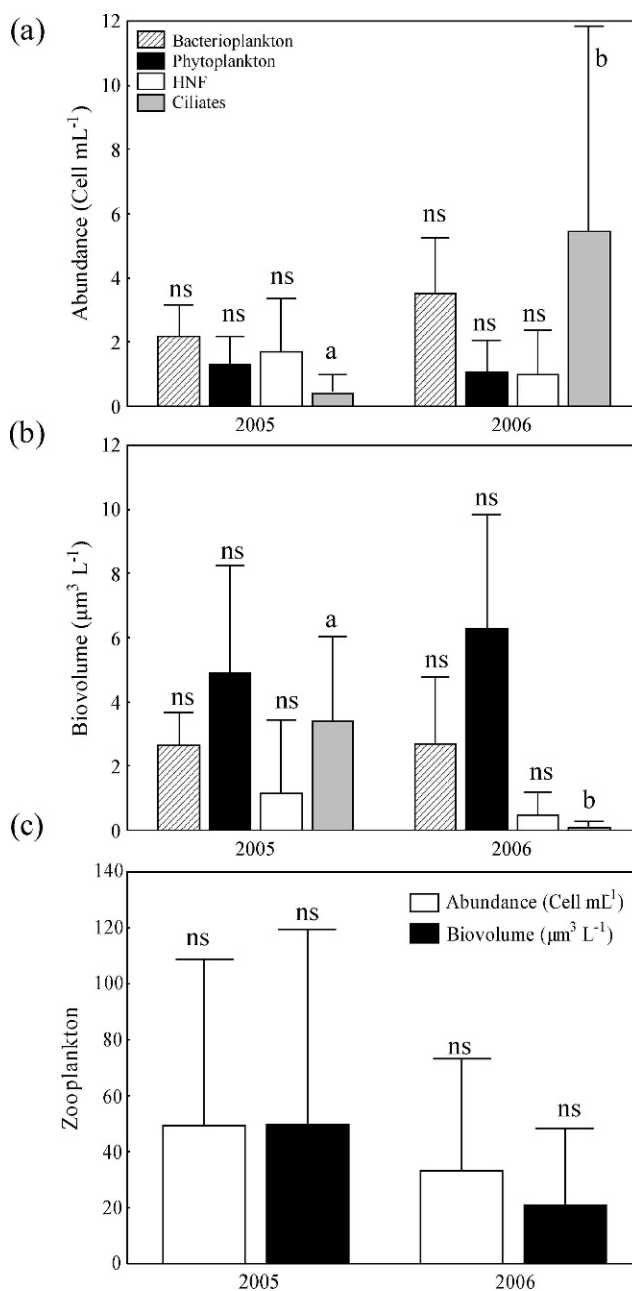 (a)
12
10
8
6
4
2
0
Abundance (Cell mL-1)
Bacterioplankton
Phytoplankton
HNF
Ciliates
ns
ns
ns
a
ns
ns
ns
b
2005
2006
(b)
12
10
8
6
4
2
0
Biovolume (μm³ L-1)
ns
ns
ns
a
ns
ns
ns
b
2005
2006
(c)
140
120
100
80
60
40
20
0
Zooplankton
Abundance (Cell mL¹)
Biovolume (μm³ L-1)
ns
ns
ns
ns
2005
2006